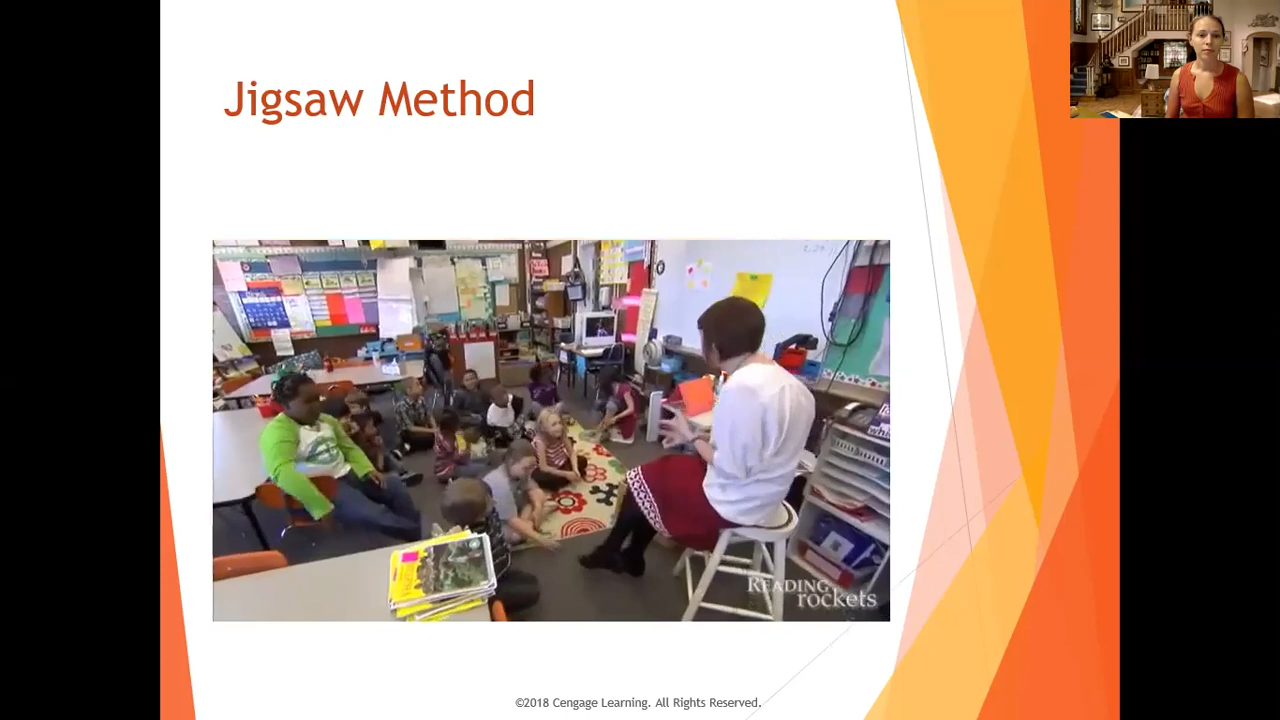 Jigsaw Method
READING
rockets
©2018 Cengage Learning. All Rights Reserved.